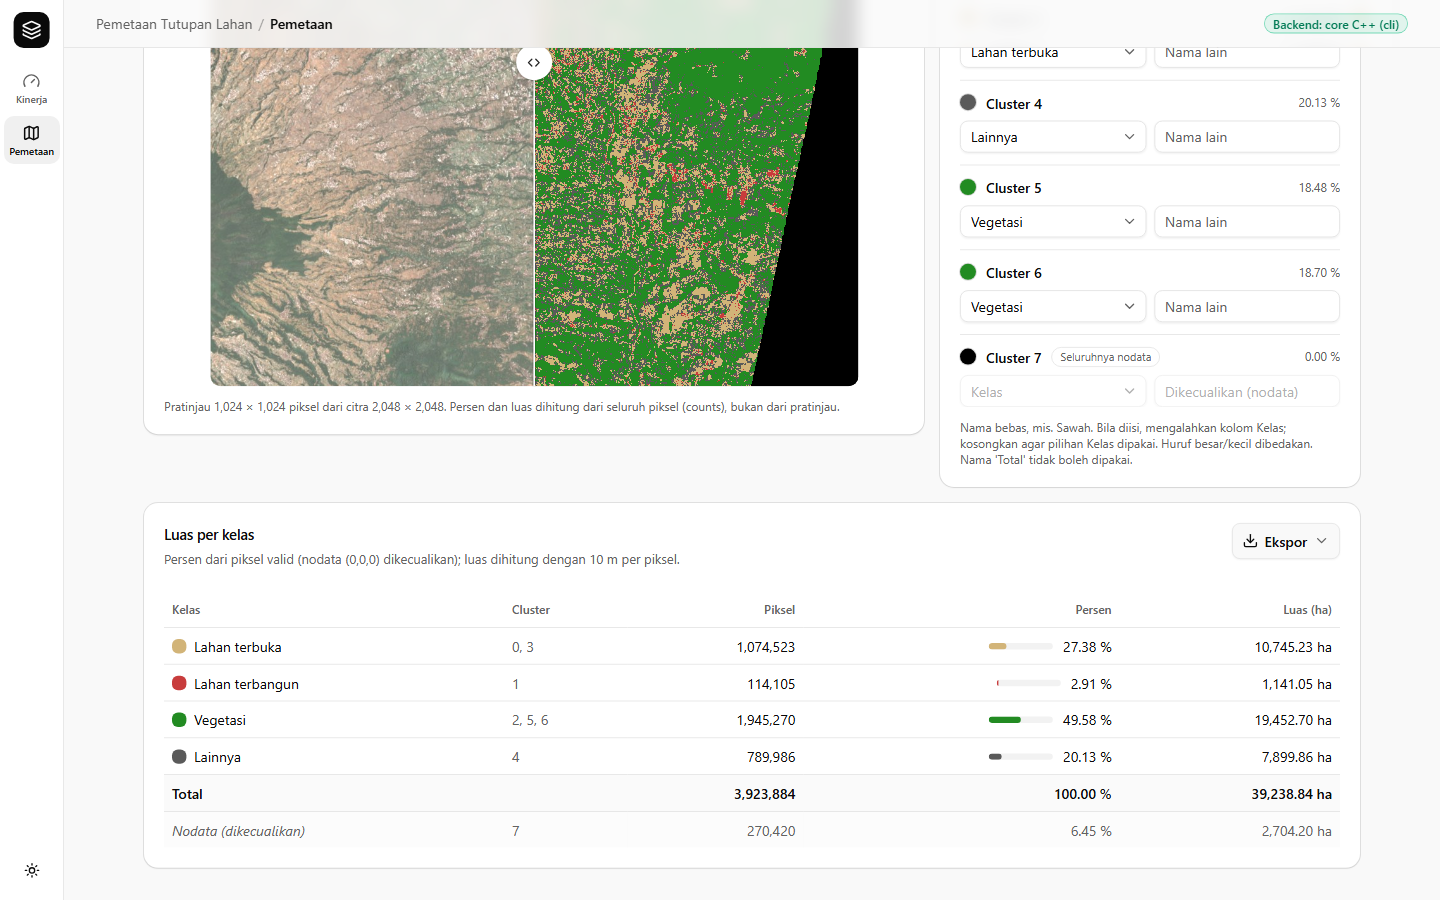 Pemetaan Tutupan Lahan / Pemetaan
Backend: core C++ (cli)
Kinerja
Pemetaan
Lahan terbuka
Nama lain
Cluster 4
20.13 %
Lainnya
Nama lain
Cluster 5
18.48 %
Vegetasi
Nama lain
Cluster 6
18.70 %
Vegetasi
Nama lain
Cluster 7
Seluruhnya nodata
0.00 %
Kelas
Dikecualikan (nodata)
Nama bebas, mis. Sawah. Bila diisi, mengalahkan kolom Kelas;
kosongkan agar pilihan Kelas dipakai. Huruf besar/kecil dibedakan.
Nama 'Total' tidak boleh dipakai.
Pratinjau 1,024 × 1,024 piksel dari citra 2,048 × 2,048. Persen dan luas dihitung dari seluruh piksel (counts), bukan dari pratinjau.
Luas per kelas
Persen dari piksel valid (nodata (0,0,0) dikecualikan); luas dihitung dengan 10 m per piksel.
Ekspor
Kelas Cluster Piksel Persen Luas (ha)
Lahan terbuka 0, 3 1,074,523 27.38 % 10,745.23 ha
Lahan terbangun 1 114,105 2.91 % 1,141.05 ha
Vegetasi 2, 5, 6 1,945,270 49.58 % 19,452.70 ha
Lainnya 4 789,986 20.13 % 7,899.86 ha
Total 3,923,884 100.00 % 39,238.84 ha
Nodata (dikecualikan) 7 270,420 6.45 % 2,704.20 ha